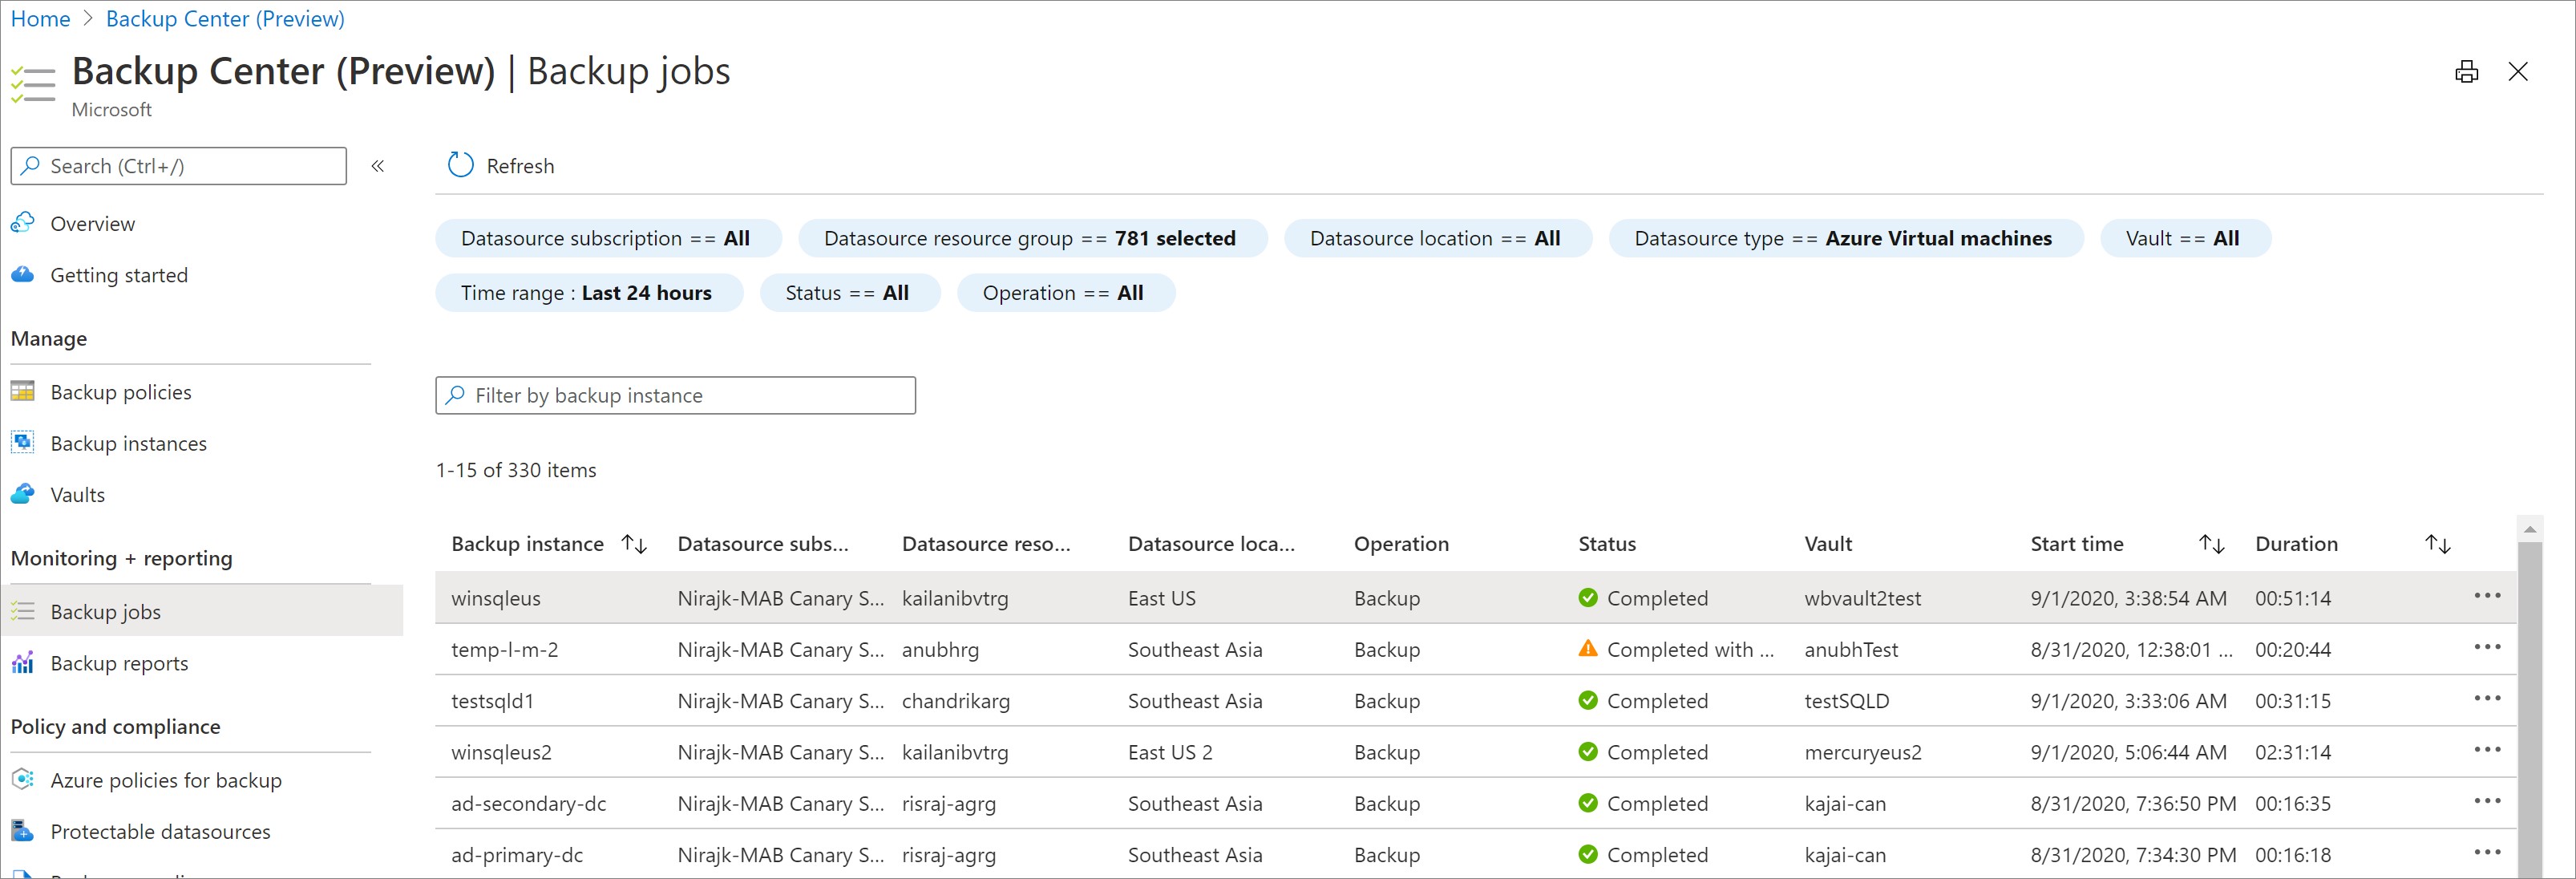 Home > Backup Center (Preview)
Backup Center (Preview) | Backup jobs
Microsoft
Search (Ctrl+/)
«
Overview
Getting started
Manage
Backup policies
Backup instances
Vaults
Monitoring + reporting
Backup jobs
Backup reports
Policy and compliance
Azure policies for backup
Protectable datasources
Refresh
Datasource subscription == All Datasource resource group == 781 selected Datasource location == All Datasource type == Azure Virtual machines Vault == All
Time range : Last 24 hours Status == All Operation == All
Filter by backup instance
1-15 of 330 items
Backup instance Datasource subs... Datasource reso... Datasource loca... Operation Status Vault Start time Duration
winsqleus Nirajk-MAB Canary S... kailanibvtrg East US Backup Completed wbvault2test 9/1/2020, 3:38:54 AM 00:51:14 ...
temp-l-m-2 Nirajk-MAB Canary S... anubhrg Southeast Asia Backup Completed with ... anubhTest 8/31/2020, 12:38:01 ... 00:20:44 ...
testsqld1 Nirajk-MAB Canary S... chandrikarg Southeast Asia Backup Completed testSQLD 9/1/2020, 3:33:06 AM 00:31:15 ...
winsqleus2 Nirajk-MAB Canary S... kailanibvtrg East US 2 Backup Completed mercuryeus2 9/1/2020, 5:06:44 AM 02:31:14 ...
ad-secondary-dc Nirajk-MAB Canary S... risraj-agrg Southeast Asia Backup Completed kajai-can 8/31/2020, 7:36:50 PM 00:16:35 ...
ad-primary-dc Nirajk-MAB Canary S... risraj-agrg Southeast Asia Backup Completed kajai-can 8/31/2020, 7:34:30 PM 00:16:18 ...